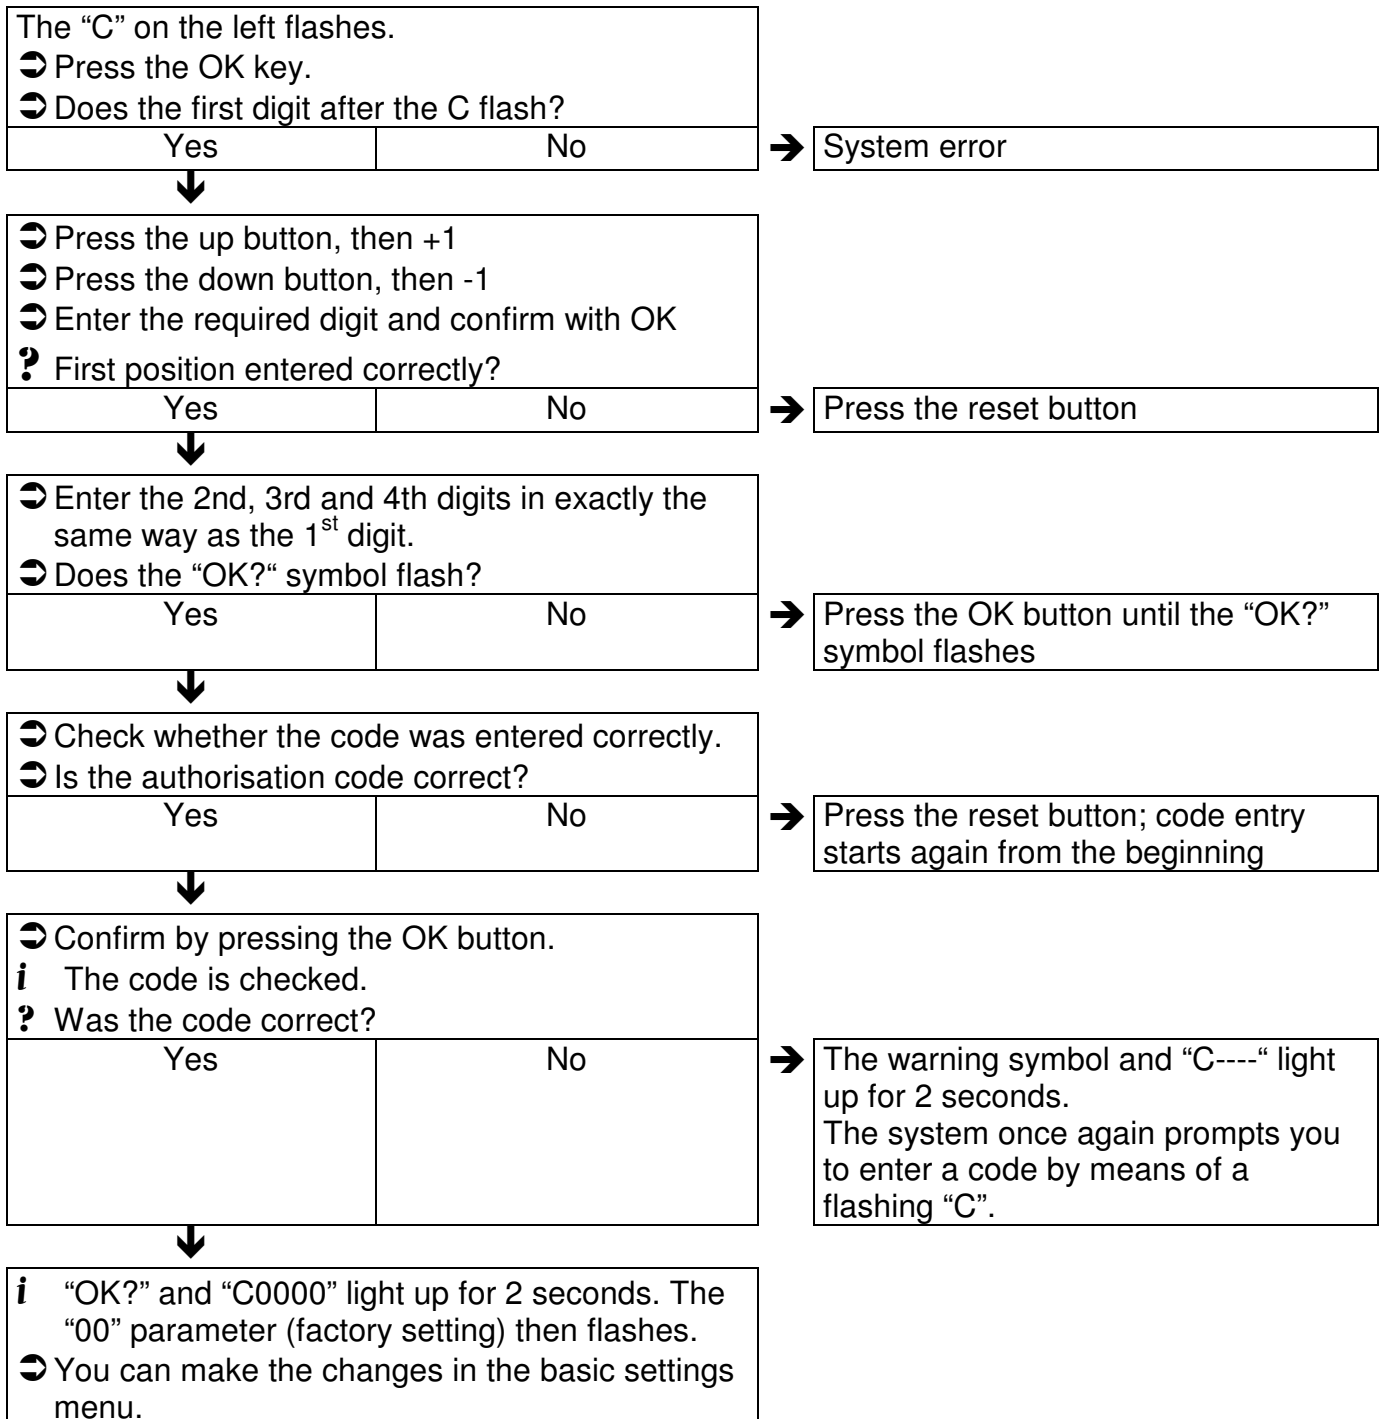 The “C” on the left flashes.
➲ Press the OK key.
➲ Does the first digit after the C flash?
Yes No ➔ System error
➲ Press the up button, then +1
➲ Press the down button, then -1
➲ Enter the required digit and confirm with OK
? First position entered correctly?
Yes No ➔ Press the reset button
➲ Enter the 2nd, 3rd and 4th digits in exactly the
same way as the 1st digit.
➲ Does the “OK?“ symbol flash?
Yes No ➔ Press the OK button until the “OK?”
symbol flashes
➲ Check whether the code was entered correctly.
➲ Is the authorisation code correct?
Yes No ➔ Press the reset button; code entry
starts again from the beginning
➲ Confirm by pressing the OK button.
i The code is checked.
? Was the code correct?
Yes No ➔ The warning symbol and “C----“ light
up for 2 seconds.
The system once again prompts you
to enter a code by means of a
flashing “C”.
i “OK?” and “C0000” light up for 2 seconds. The
“00” parameter (factory setting) then flashes.
➲ You can make the changes in the basic settings
menu.